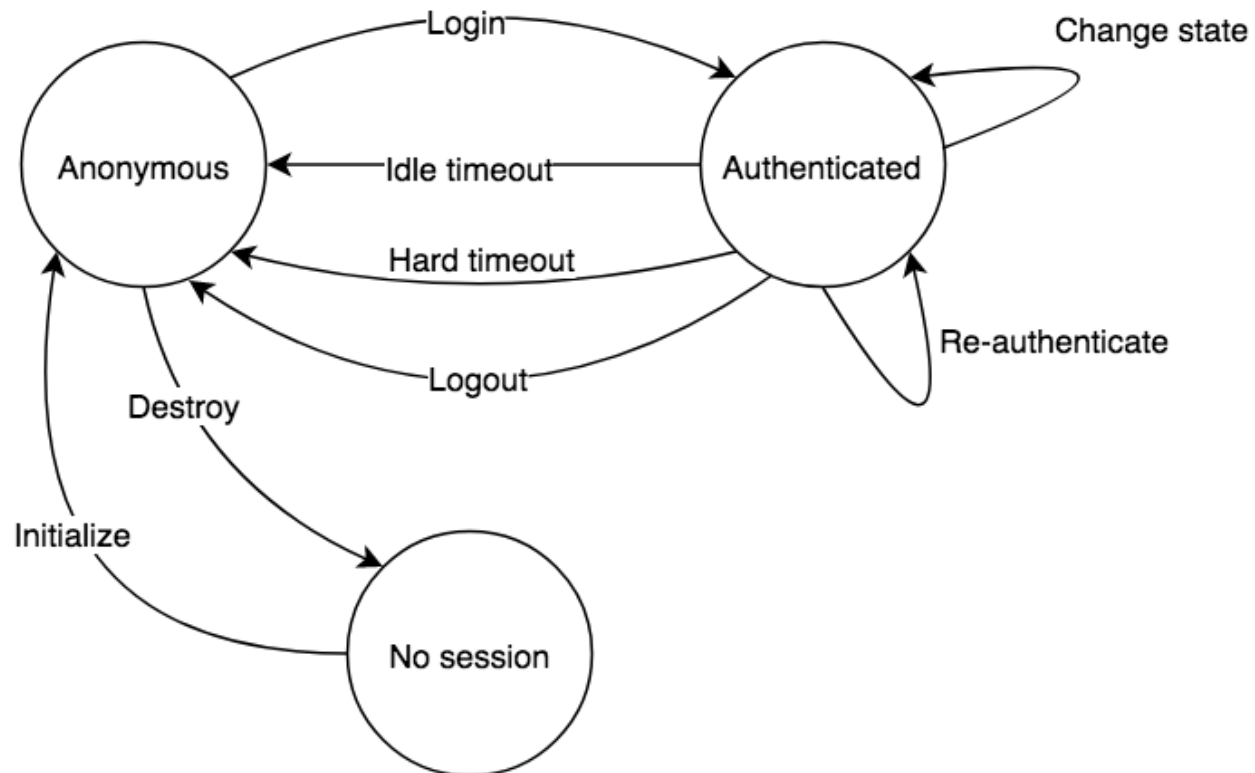 Login
Change state
Anonymous
Idle timeout
Authenticated
Hard timeout
Re-authenticate
Logout
Destroy
Initialize
No session